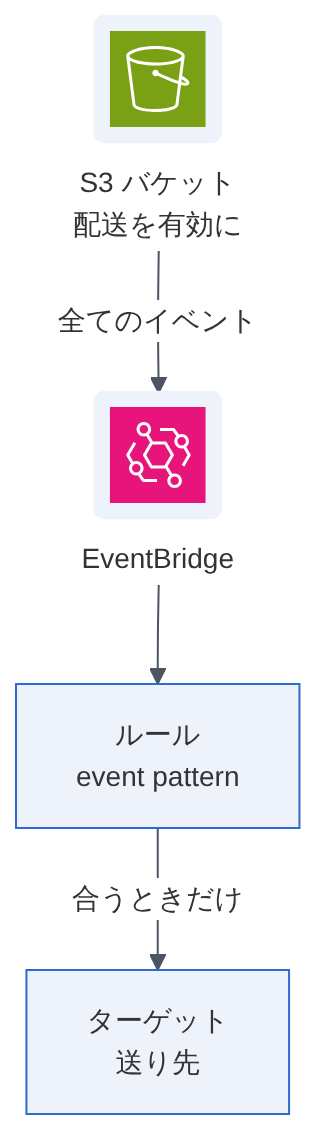 S3 バケット
配送を有効に
全てのイベント
EventBridge
ルール
event pattern
合うときだけ
ターゲット
送り先